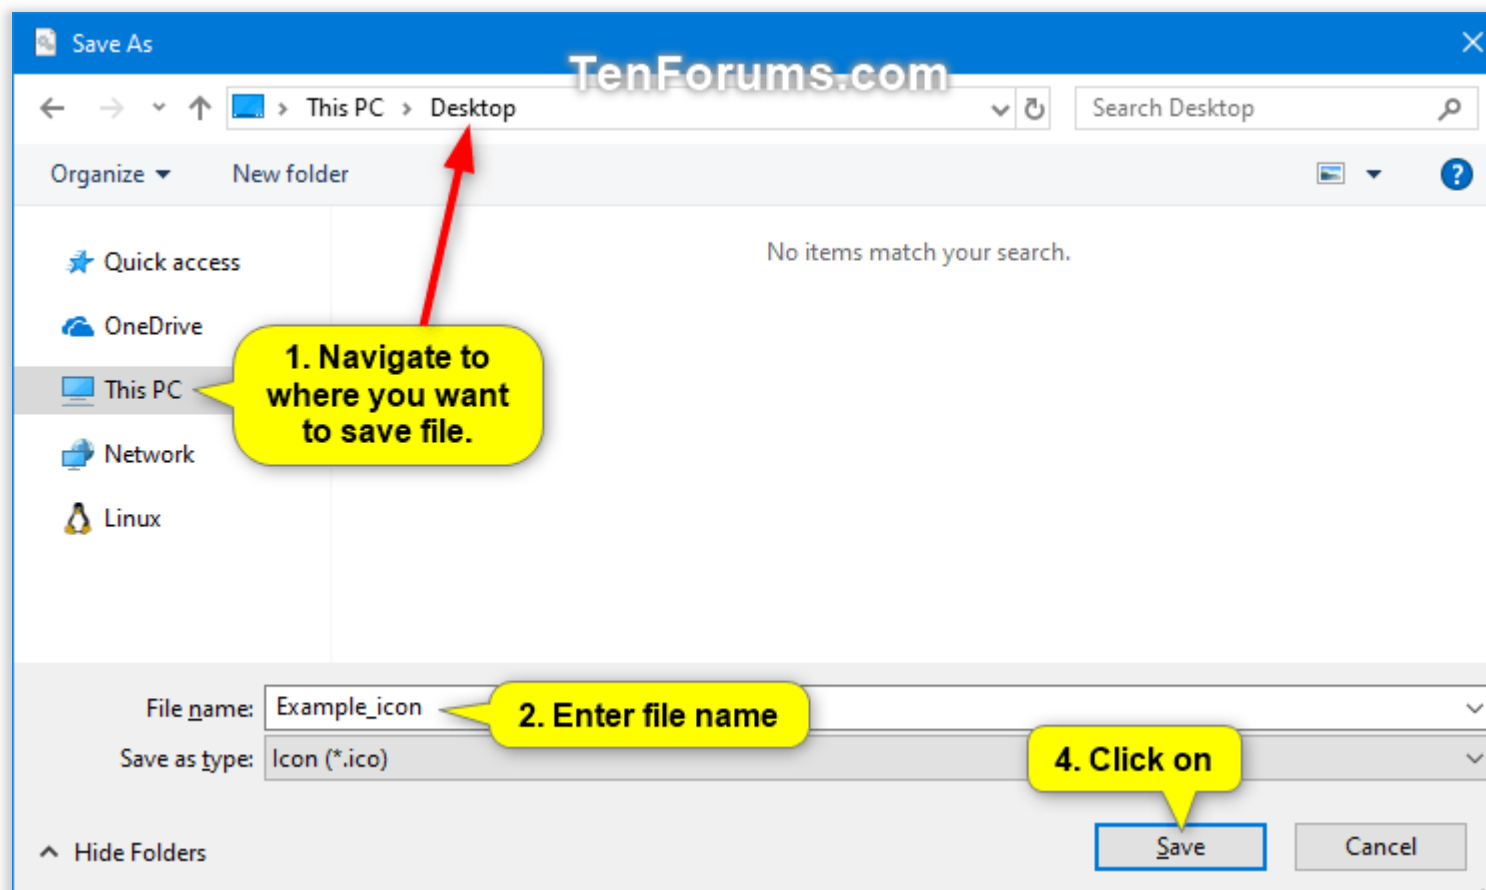 Save As
TenForums.com
This PC > Desktop
Search Desktop
Organize
New folder
?
No items match your search.
Quick access
OneDrive
This PC
Network
Linux
1. Navigate to
where you want
to save file.
File name: Example_icon
2. Enter file name
Save as type: Icon (*.ico)
4. Click on
Hide Folders
Save
Cancel